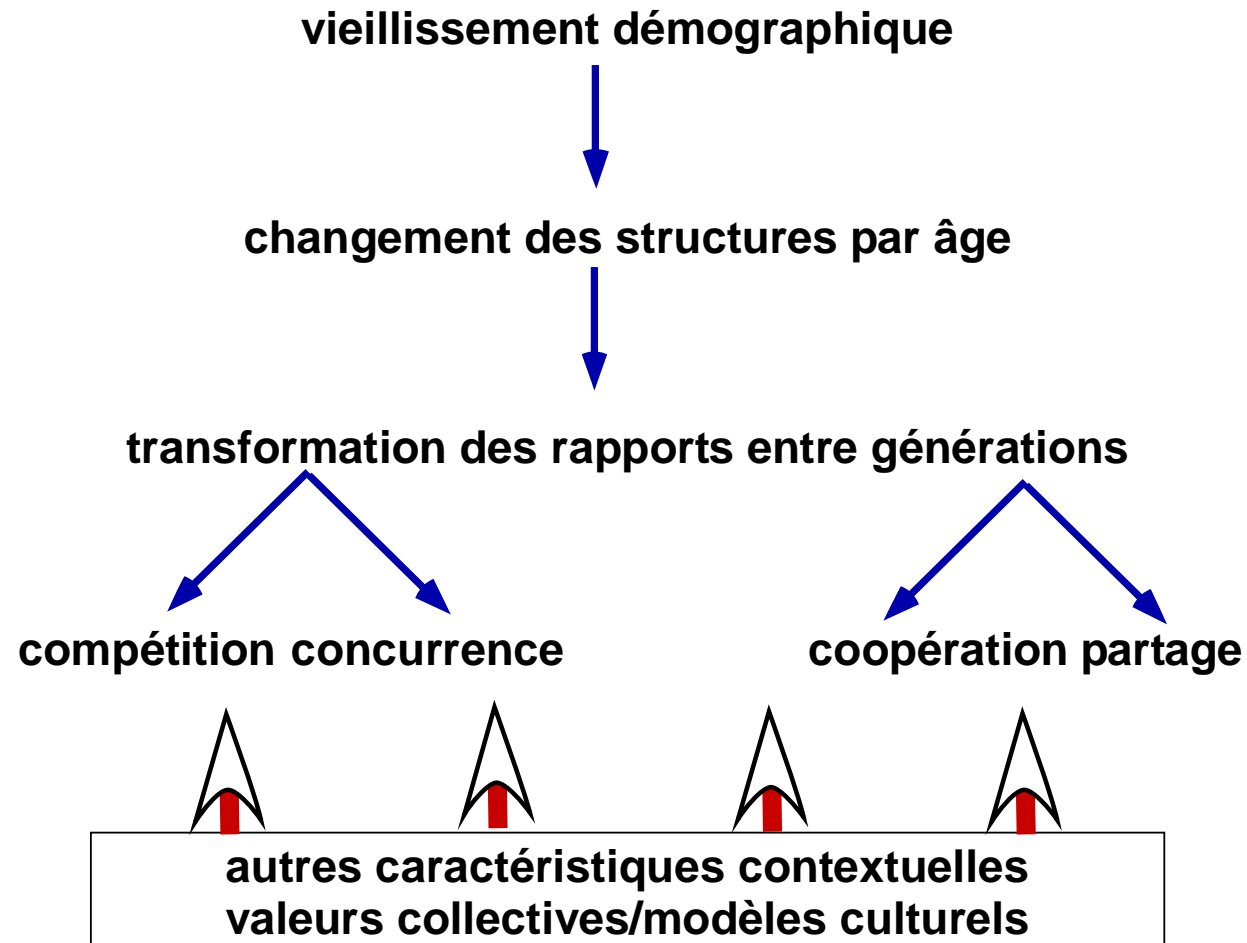 vieillissement démographique
changement des structures par âge
transformation des rapports entre générations
compétition concurrence
coopération partage
autres caractéristiques contextuelles
valeurs collectives/modèles culturels